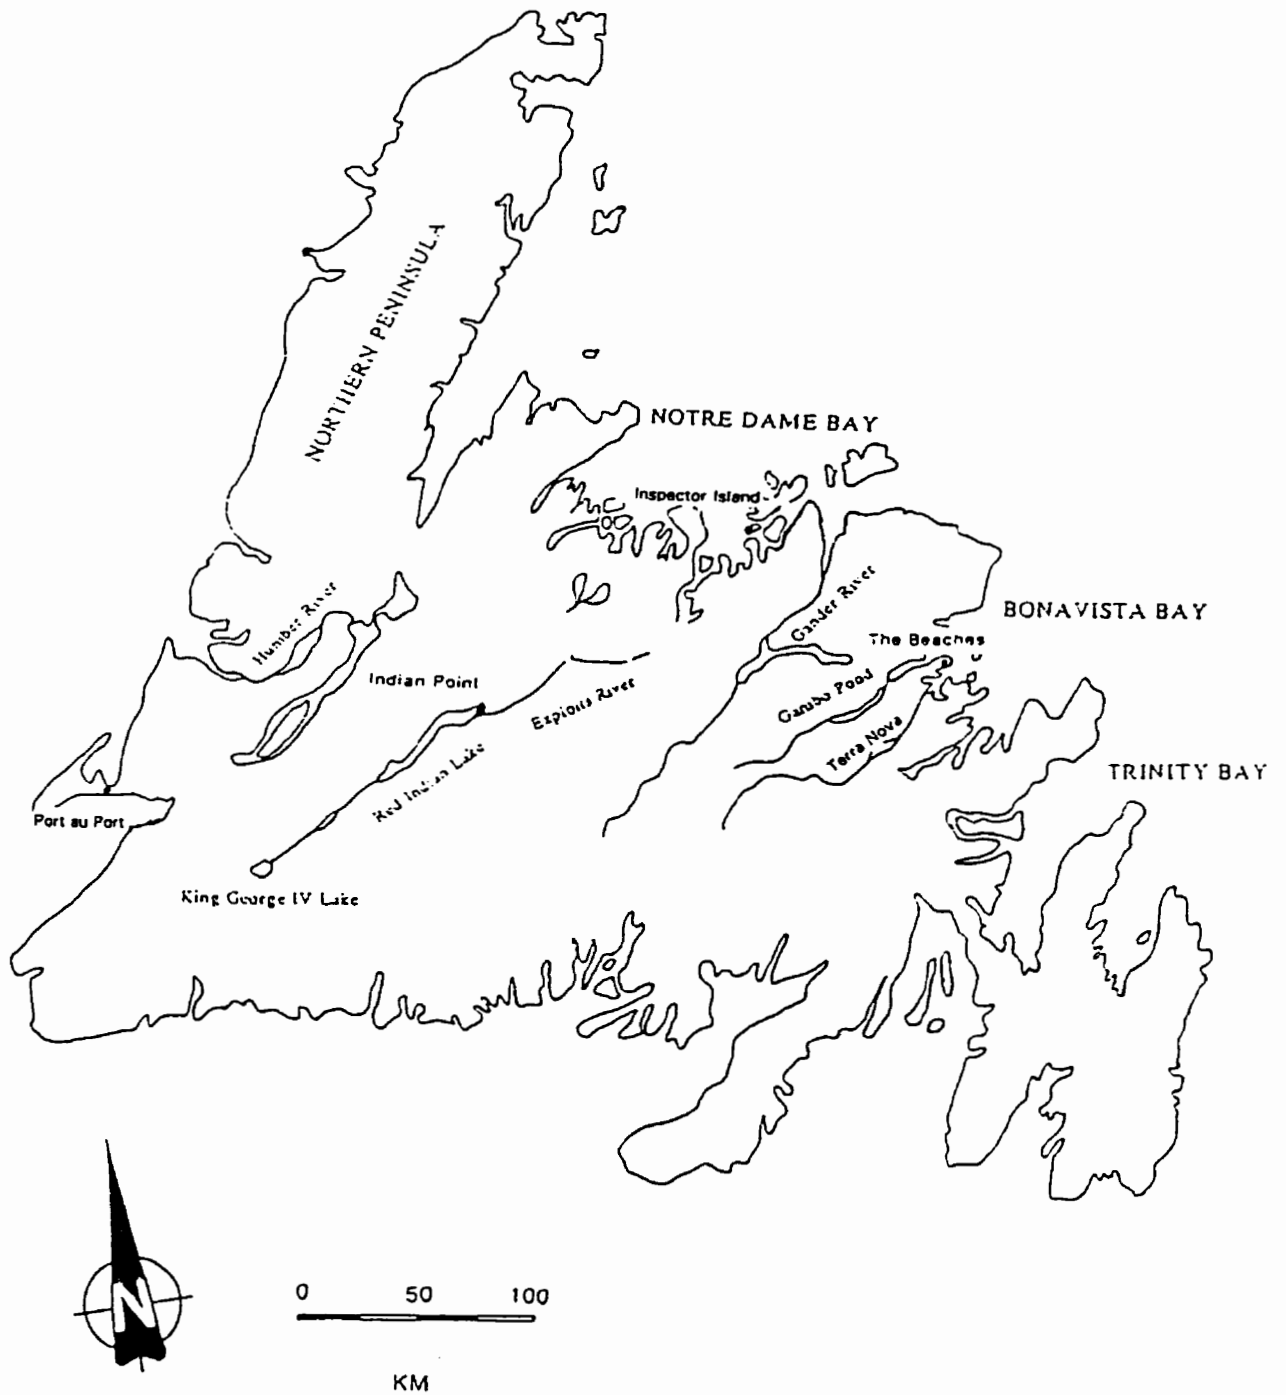 NORTHERN PENINSULA
NOTRE DAME BAY
Inspector Island
Humber River
Gander River
BONAVISTA BAY
The Beaches
Indian Point
Exploits River
Gambo Pond
Terra Nova
Red Indian Lake
TRINITY BAY
Port au Port
King George IV Lake
N
0 50 100
KM